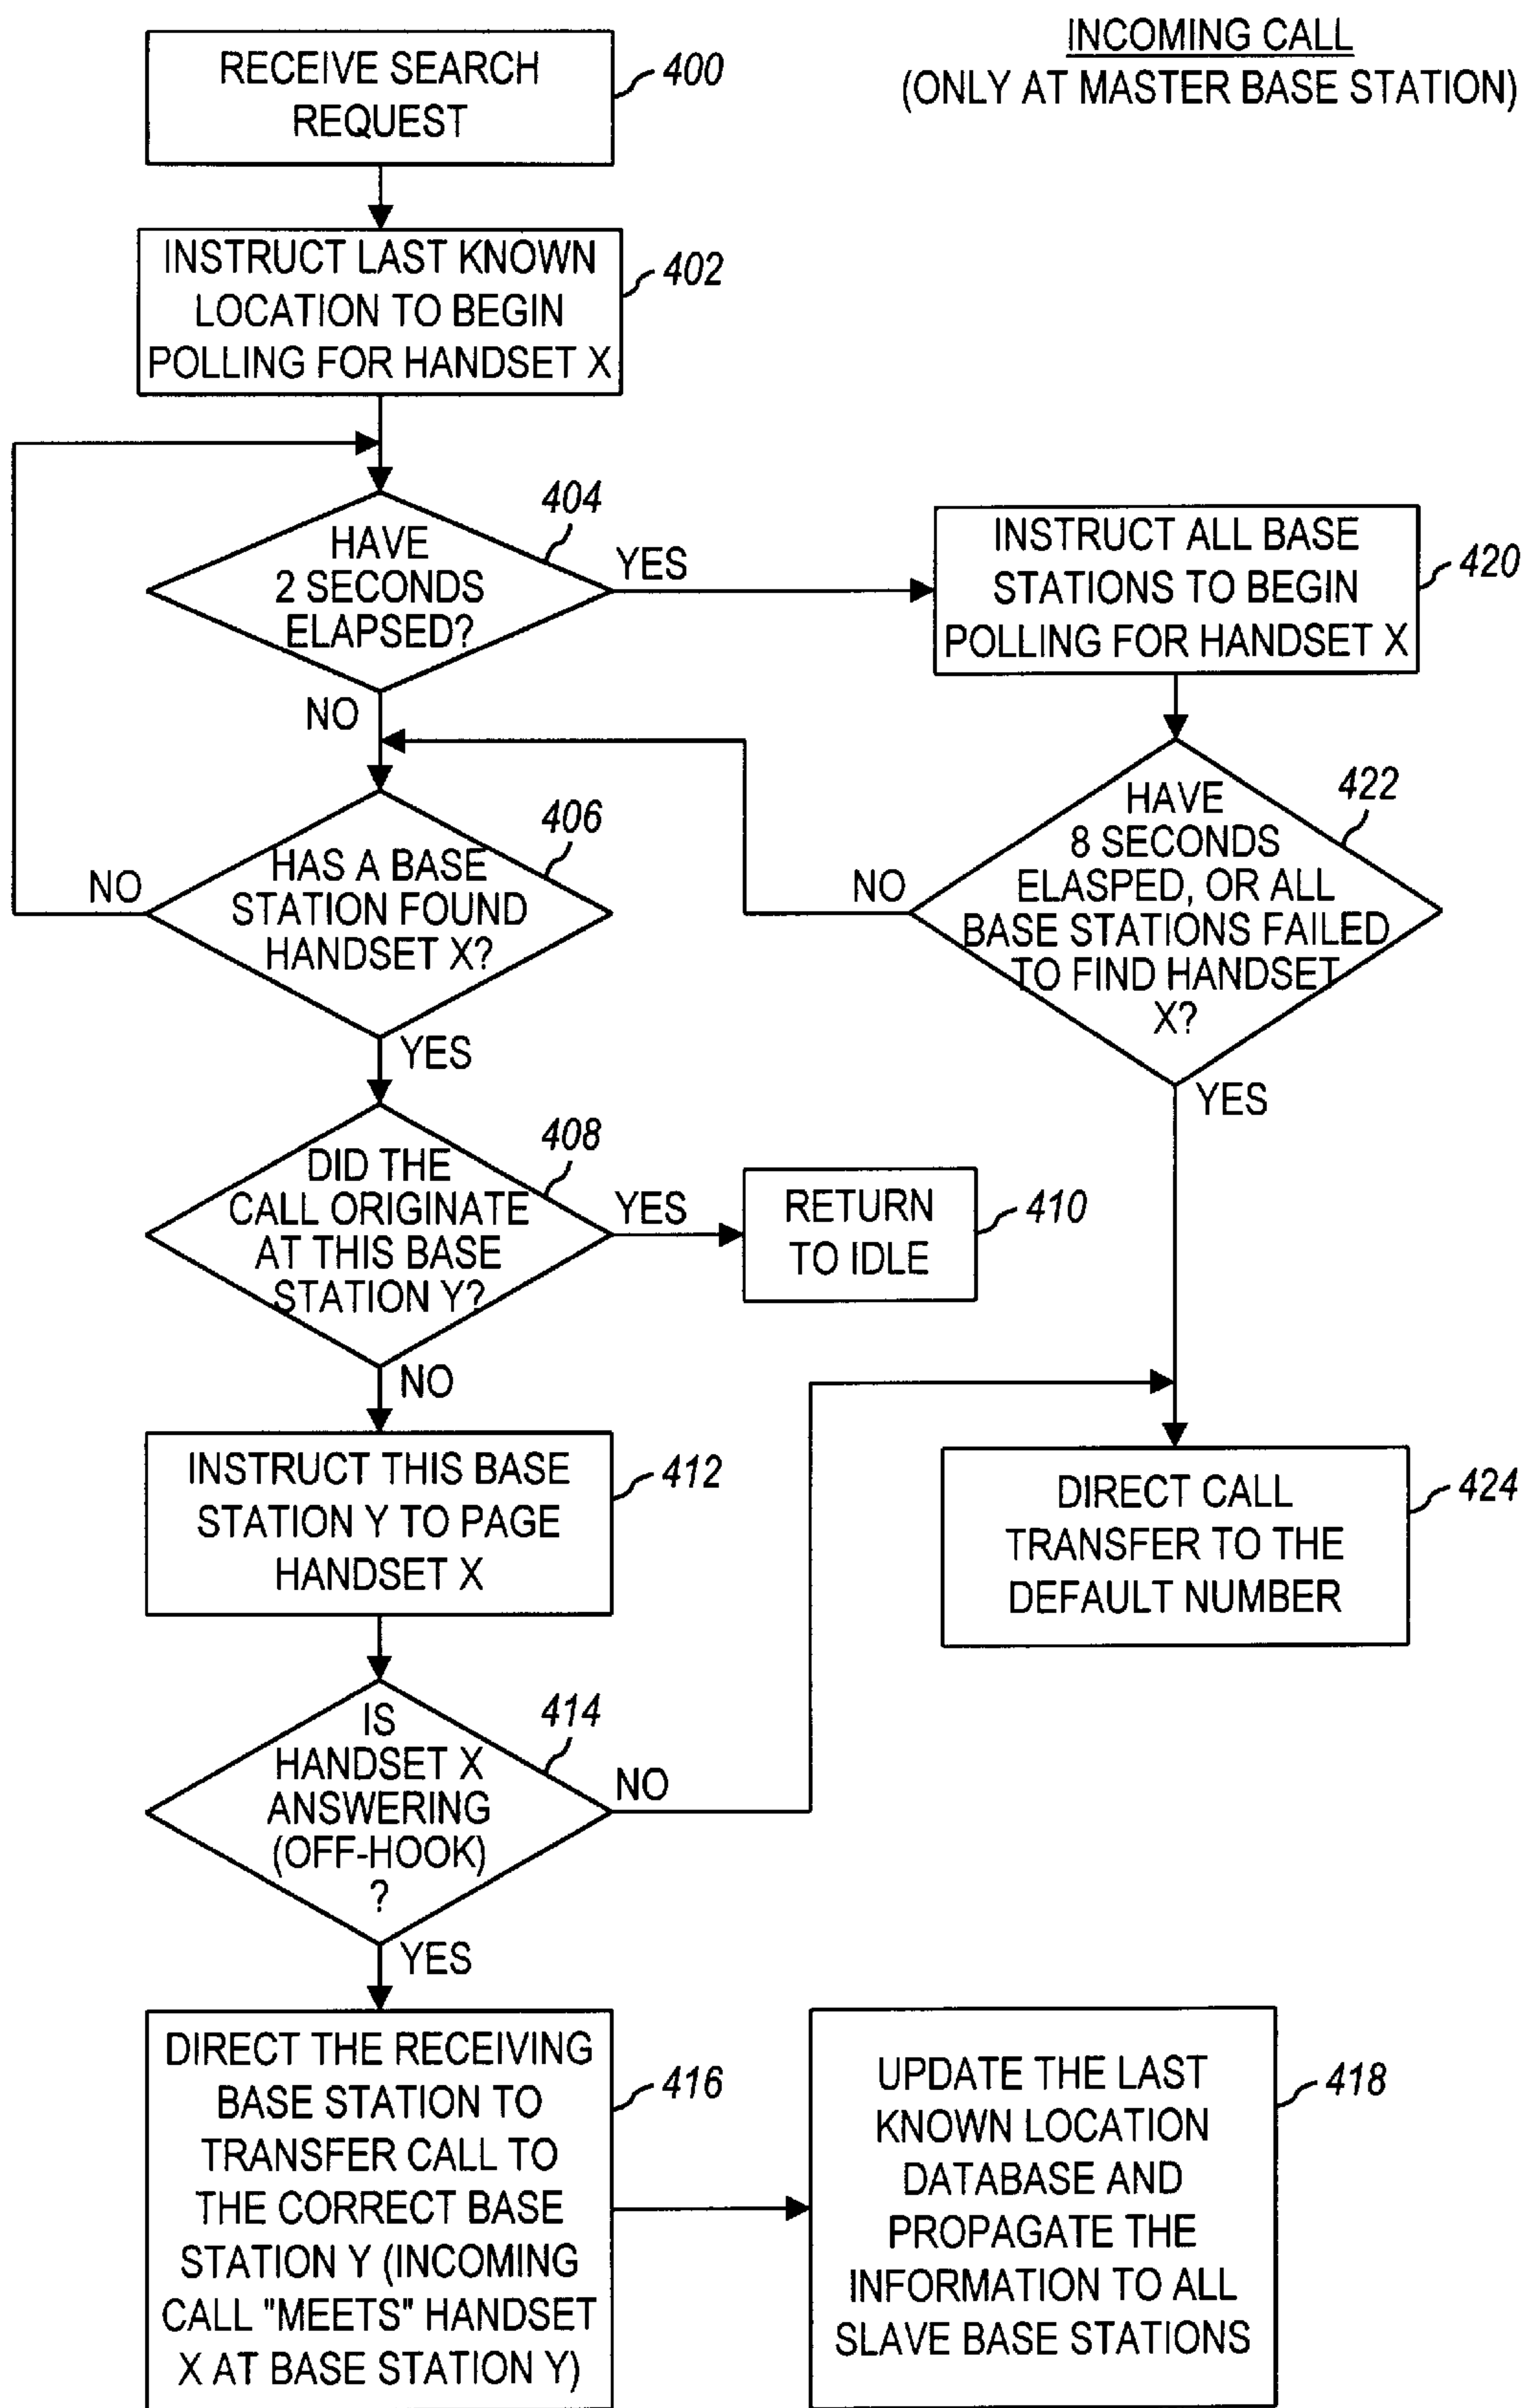 INCOMING CALL
(ONLY AT MASTER BASE STATION)
RECEIVE SEARCH
REQUEST
400
INSTRUCT LAST KNOWN
LOCATION TO BEGIN
POLLING FOR HANDSET X
402
HAVE
2 SECONDS
ELAPSED?
404
YES
NO
INSTRUCT ALL BASE
STATIONS TO BEGIN
POLLING FOR HANDSET X
420
HAS A BASE
STATION FOUND
HANDSET X?
406
NO
YES
HAVE
8 SECONDS
ELASPED, OR ALL
BASE STATIONS FAILED
TO FIND HANDSET
X?
422
NO
YES
DID THE
CALL ORIGINATE
AT THIS BASE
STATION Y?
408
YES
NO
RETURN
TO IDLE
410
INSTRUCT THIS BASE
STATION Y TO PAGE
HANDSET X
412
DIRECT CALL
TRANSFER TO THE
DEFAULT NUMBER
424
IS
HANDSET X
ANSWERING
(OFF-HOOK)
?
414
NO
YES
DIRECT THE RECEIVING
BASE STATION TO
TRANSFER CALL TO
THE CORRECT BASE
STATION Y (INCOMING
CALL "MEETS" HANDSET
X AT BASE STATION Y)
416
UPDATE THE LAST
KNOWN LOCATION
DATABASE AND
PROPAGATE THE
INFORMATION TO ALL
SLAVE BASE STATIONS
418